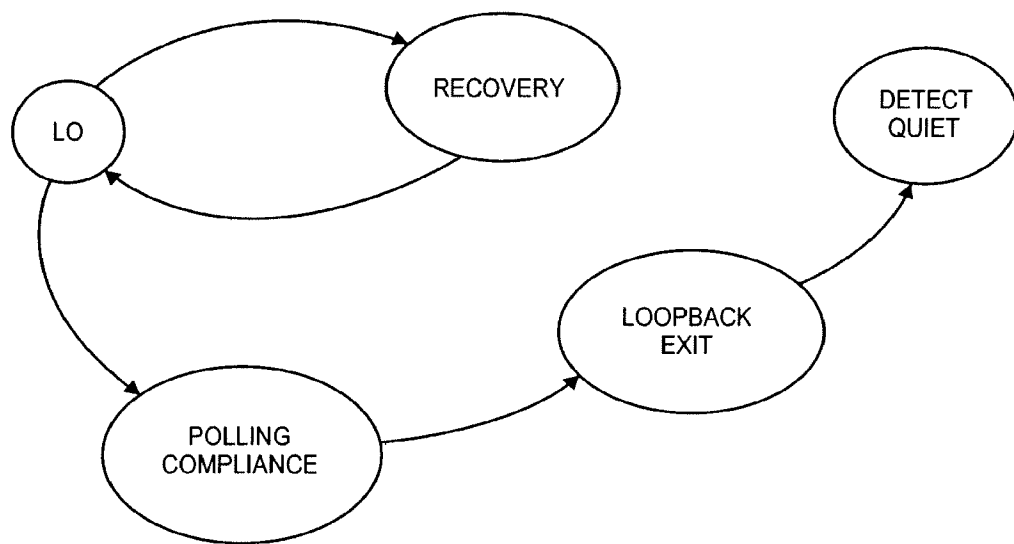 RECOVERY
DETECT
QUIET
LO
LOOPBACK
EXIT
POLLING
COMPLIANCE